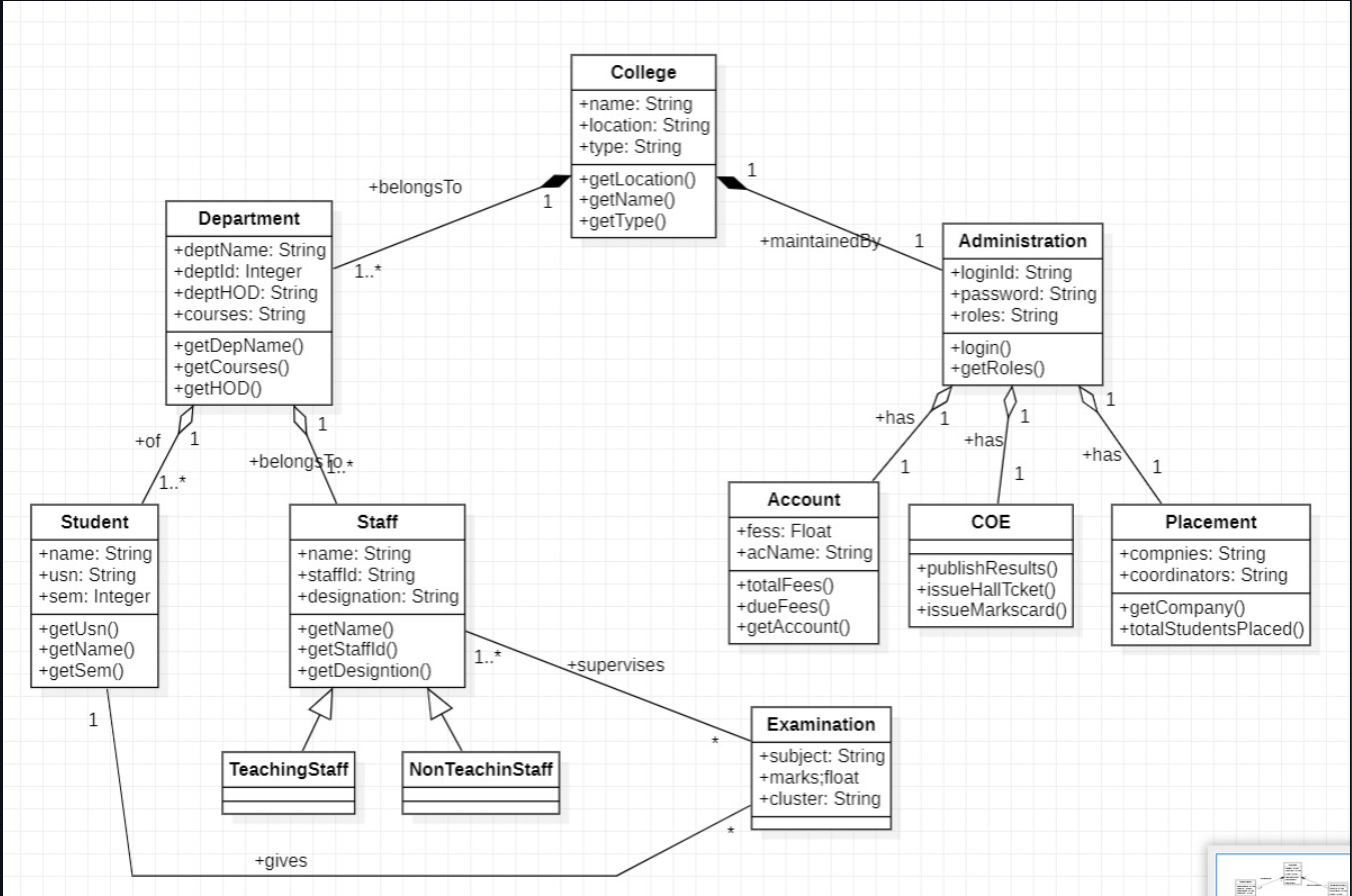 College
+name: String
+location: String
+type: String
+getLocation()
+getName()
+getType()
+belongsTo
1
1..*
1
+maintainedBy
1
Department
+deptName: String
+deptId: Integer
+deptHOD: String
+courses: String
+getDepName()
+getCourses()
+getHOD()
Administration
+loginId: String
+password: String
+roles: String
+login()
+getRoles()
+of
1
1..*
1
+belongsTo
1..*
+has
1
1
+has
1
1
+has
1
1
Student
+name: String
+usn: String
+sem: Integer
+getUsn()
+getName()
+getSem()
Staff
+name: String
+staffId: String
+designation: String
+getName()
+getStaffId()
+getDesigntion()
Account
+fess: Float
+acName: String
+totalFees()
+dueFees()
+getAccount()
COE
+publishResults()
+issueHallTcket()
+issueMarkscard()
Placement
+compnies: String
+coordinators: String
+getCompany()
+totalStudentsPlaced()
1..*
+supervises
*
TeachingStaff
NonTeachinStaff
Examination
+subject: String
+marks;float
+cluster: String
1
+gives
*